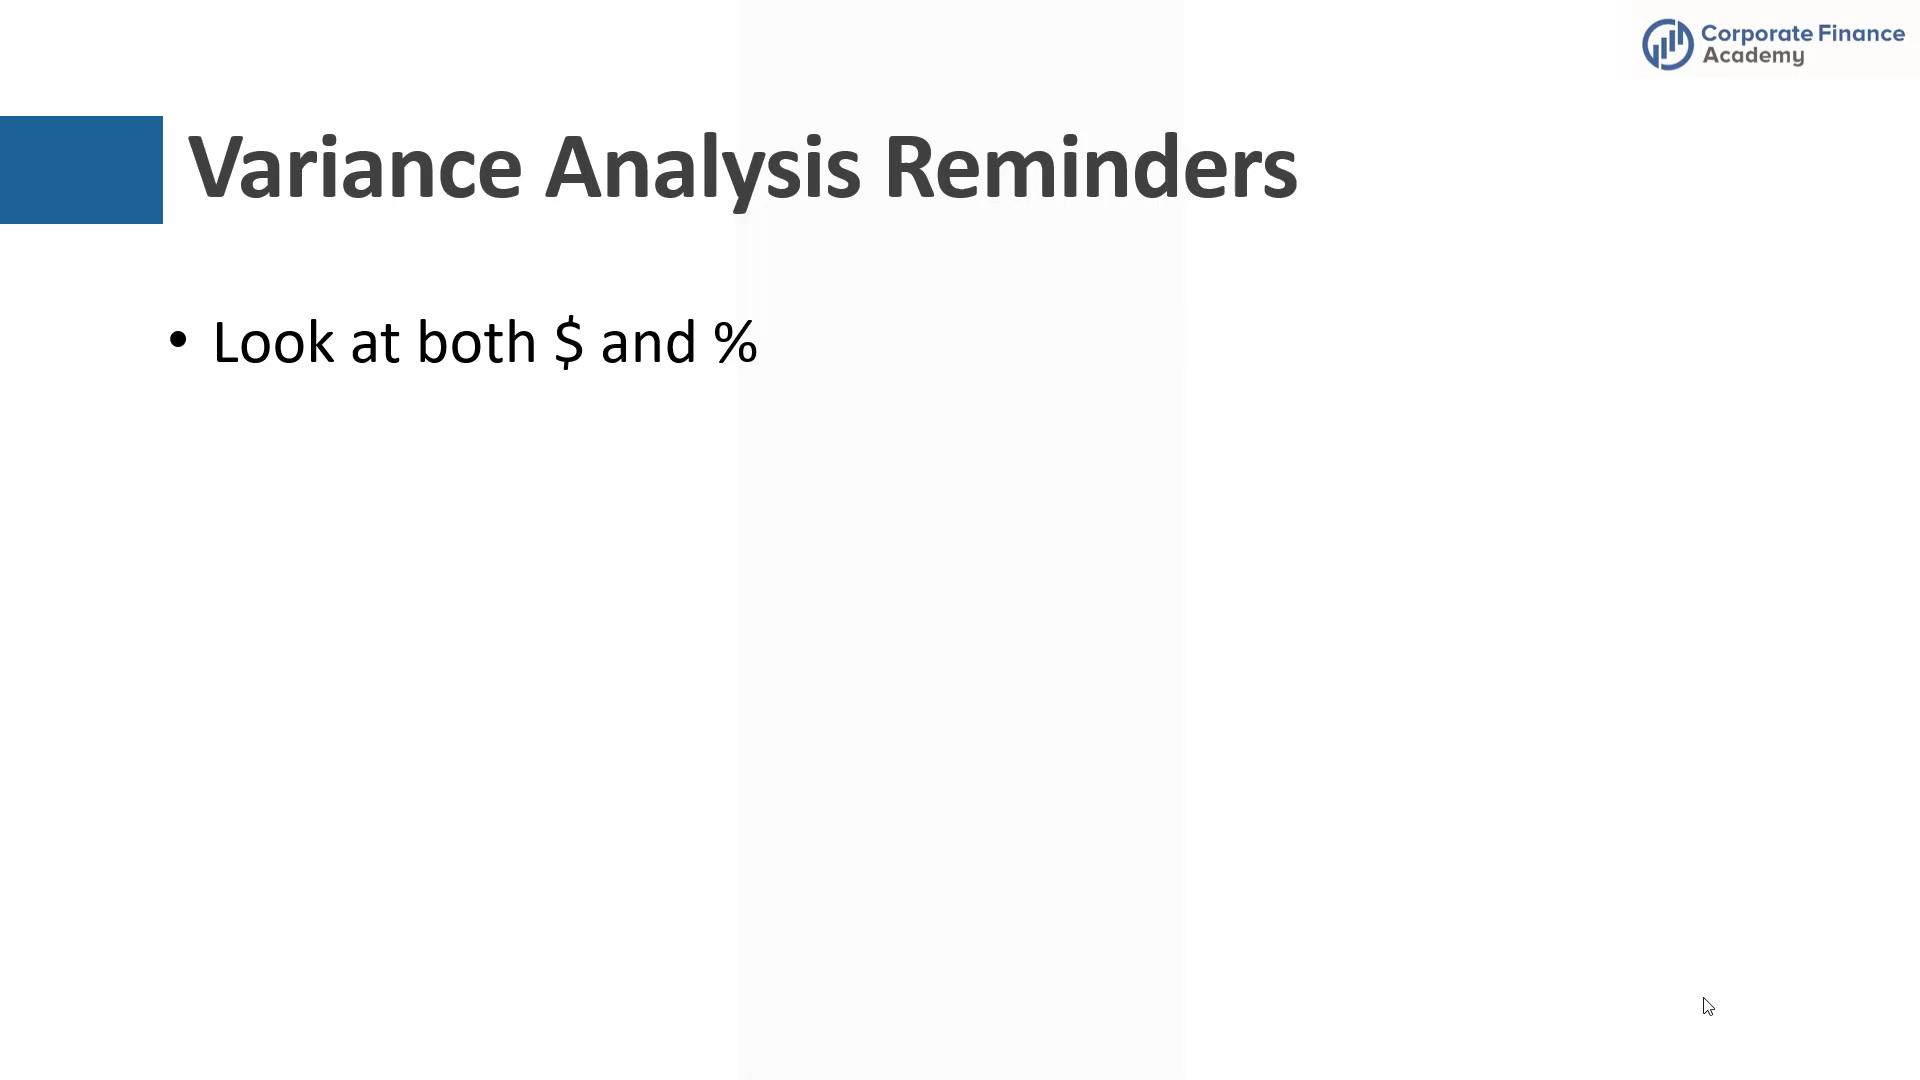 Corporate Finance
Academy
Variance Analysis Reminders
• Look at both $ and %